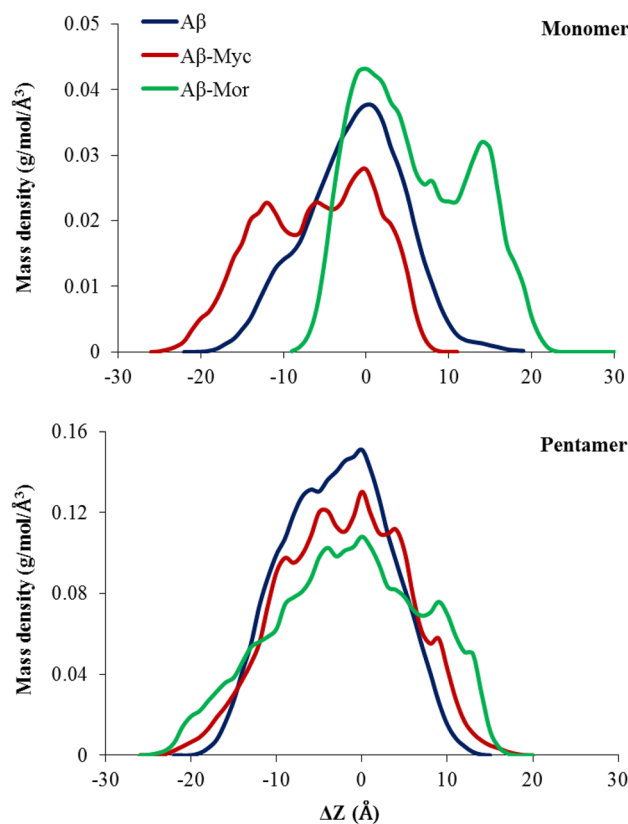 Aβ
Aβ-Myc
Aβ-Mor
Monomer
Mass density (g/mol/Å³)
0.05
0.04
0.03
0.02
0.01
0
-30 -20 -10 0 10 20 30
Pentamer
Mass density (g/mol/Å³)
0.16
0.12
0.08
0.04
0
-30 -20 -10 0 10 20 30
ΔZ (Å)